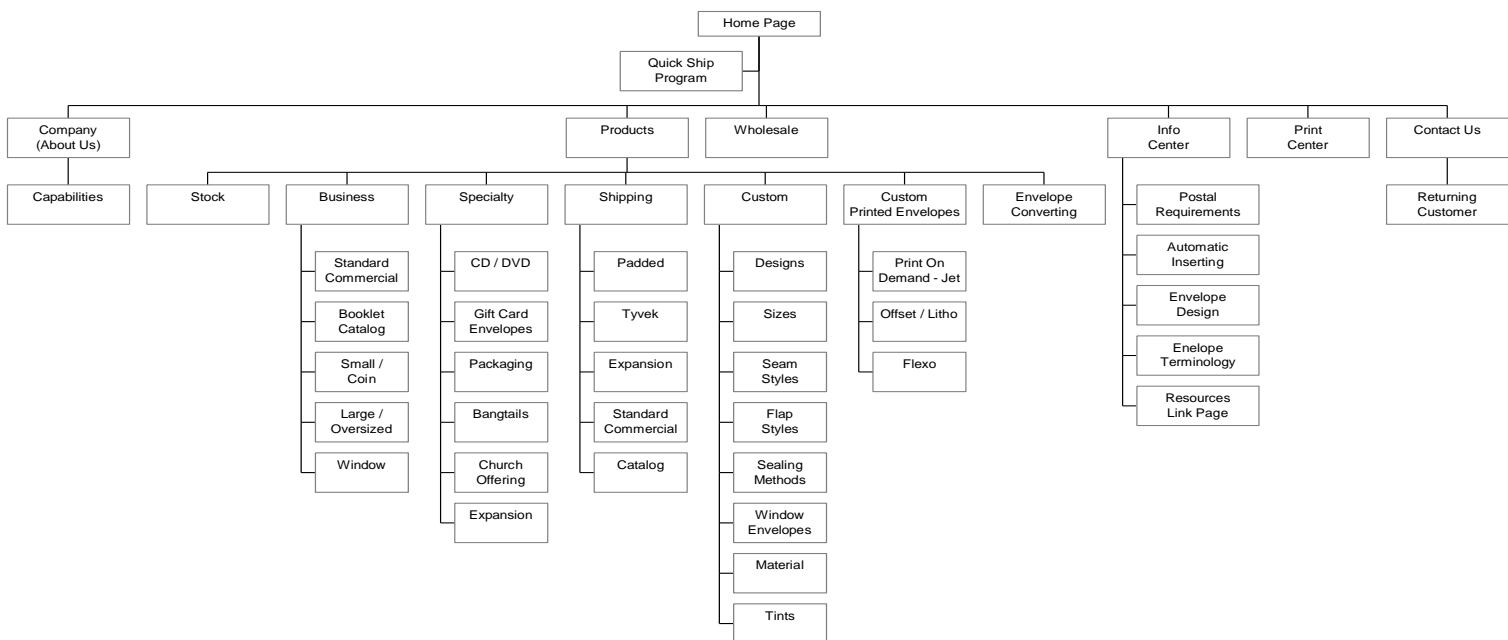 Home Page
Quick Ship
Program
Company
(About Us)
Products
Wholesale
Info
Center
Print
Center
Contact Us
Capabilities
Stock
Business
Specialty
Shipping
Custom
Custom
Printed Envelopes
Envelope
Converting
Returning
Customer
Standard
Commercial
Booklet
Catalog
Small /
Coin
Large /
Oversized
Window
CD / DVD
Gift Card
Envelopes
Packaging
Bangtails
Church
Offering
Expansion
Padded
Tyvek
Expansion
Standard
Commercial
Catalog
Designs
Sizes
Seam
Styles
Flap
Styles
Sealing
Methods
Window
Envelopes
Material
Tints
Print On
Demand - Jet
Offset / Litho
Flexo
Postal
Requirements
Automatic
Inserting
Envelope
Design
Enelope
Terminology
Resources
Link Page